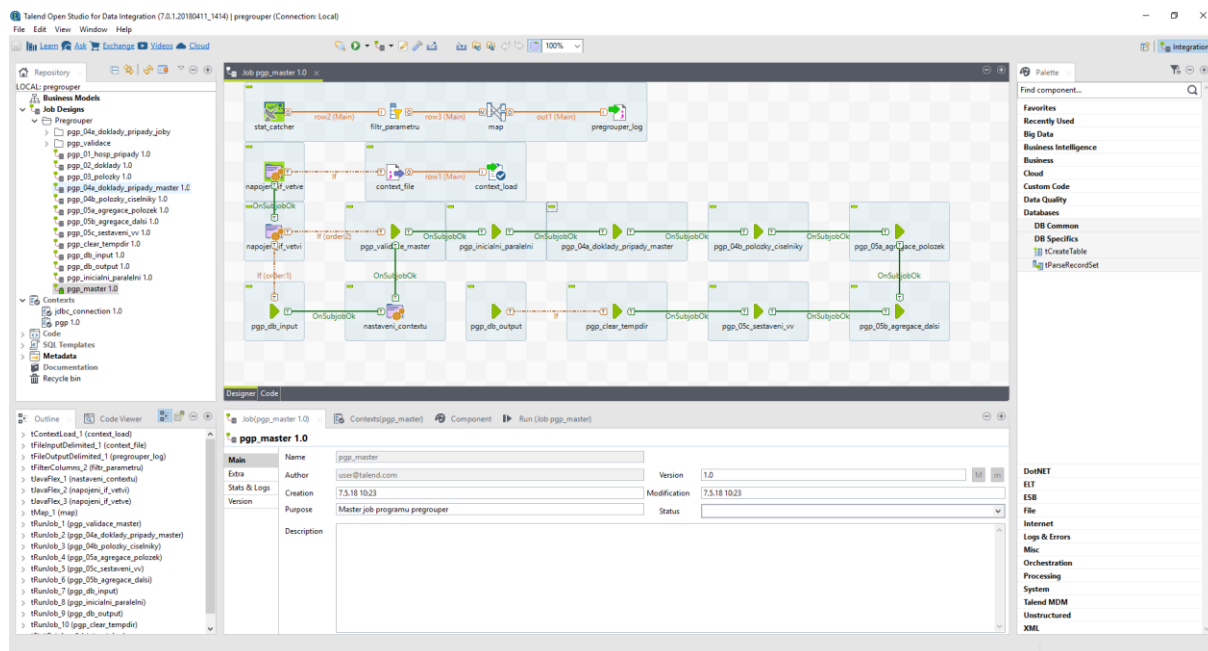 Talend Open Studio for Data Integration (7.0.1.20180411_1414) | pregrouper (Connection: Local)
File Edit View Window Help
Learn Ask Exchange Videos Cloud
100%
Integration
Repository
LOCAL: pregrouper
Business Models
Job Designs
Pregrouper
pgp_04a_doklady_pripady_joby
pgp_validace
pgp_01_hosp_pripady 1.0
pgp_02_doklady 1.0
pgp_03_polozky 1.0
pgp_04a_doklady_pripady_master 1.0
pgp_04b_polozky_ciselniky 1.0
pgp_05a_agregace_polozek 1.0
pgp_05b_agregace_dalsi 1.0
pgp_05c_sestaveni_vv 1.0
pgp_clear_tempdir 1.0
pgp_db_input 1.0
pgp_db_output 1.0
pgp_inicialni_paralelni 1.0
pgp_master 1.0
Contexts
jdbc_connection 1.0
pgp 1.0
Code
SQL Templates
Metadata
Documentation
Recycle bin
Job pgp_master 1.0
row2 (Main) row3 (Main) out1 (Main)
stat_catcher filtr_parametru map pregrouper_log
If row1 (Main)
napojeni_if_vetve context_file context_load
OnSubjobOk
If (order:2) OnSubjobOk OnSubjobOk OnSubjobOk OnSubjobOk
napojeni_if_vetvi pgp_validace_master pgp_inicialni_paralelni pgp_04a_doklady_pripady_master pgp_04b_polozky_ciselniky pgp_05a_agregace_polozek
If (order:1) OnSubjobOk OnSubjobOk
OnSubjobOk If OnSubjobOk OnSubjobOk
pgp_db_input nastaveni_contextu pgp_db_output pgp_clear_tempdir pgp_05c_sestaveni_vv pgp_05b_agregace_dalsi
Designer Code
Palette
Find component...
Favorites
Recently Used
Big Data
Business Intelligence
Business
Cloud
Custom Code
Data Quality
Databases
DB Common
DB Specifics
tCreateTable
tParseRecordSet
DotNET
ELT
ESB
File
Internet
Logs & Errors
Misc
Orchestration
Processing
System
Talend MDM
Unstructured
XML
Outline Code Viewer
tContextLoad_1 (context_load)
tFileInputDelimited_1 (context_file)
tFileOutputDelimited_1 (pregrouper_log)
tFilterColumns_2 (filtr_parametru)
tJavaFlex_1 (nastaveni_contextu)
tJavaFlex_2 (napojeni_if_vetvi)
tJavaFlex_3 (napojeni_if_vetve)
tMap_1 (map)
tRunJob_1 (pgp_validace_master)
tRunJob_2 (pgp_04a_doklady_pripady_master)
tRunJob_3 (pgp_04b_polozky_ciselniky)
tRunJob_4 (pgp_05a_agregace_polozek)
tRunJob_5 (pgp_05c_sestaveni_vv)
tRunJob_6 (pgp_05b_agregace_dalsi)
tRunJob_7 (pgp_db_input)
tRunJob_8 (pgp_inicialni_paralelni)
tRunJob_9 (pgp_db_output)
tRunJob_10 (pgp_clear_tempdir)
Job(pgp_master 1.0) Contexts(pgp_master) Component Run (Job pgp_master)
pgp_master 1.0
Main
Extra
Stats & Logs
Version
Name pgp_master
Author user@talend.com Version 1.0 M m
Creation 7.5.18 10:23 Modification 7.5.18 10:23
Purpose Master job programu pregrouper Status
Description